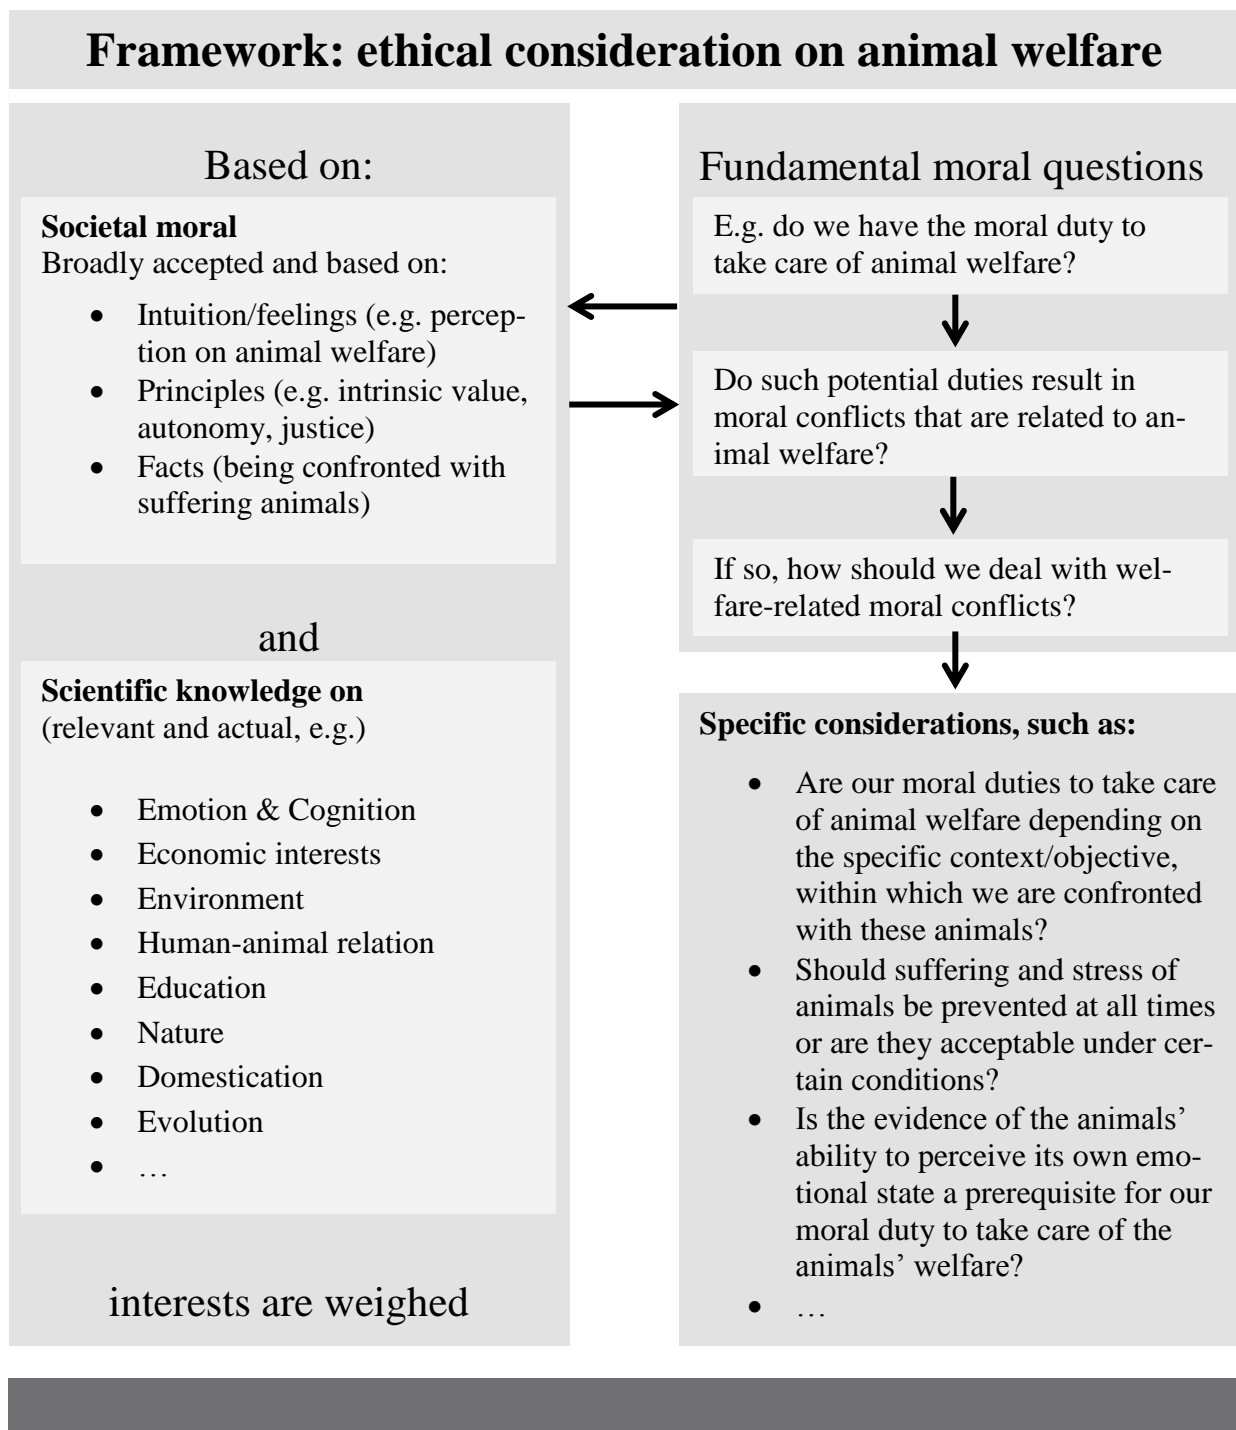 Framework: ethical consideration on animal welfare
Based on:
Societal moral
Broadly accepted and based on:
• Intuition/feelings (e.g. percep-
tion on animal welfare)
• Principles (e.g. intrinsic value,
autonomy, justice)
• Facts (being confronted with
suffering animals)
and
Scientific knowledge on
(relevant and actual, e.g.)
• Emotion & Cognition
• Economic interests
• Environment
• Human-animal relation
• Education
• Nature
• Domestication
• Evolution
• …
interests are weighed
Fundamental moral questions
E.g. do we have the moral duty to
take care of animal welfare?
Do such potential duties result in
moral conflicts that are related to an-
imal welfare?
If so, how should we deal with wel-
fare-related moral conflicts?
Specific considerations, such as:
• Are our moral duties to take care
of animal welfare depending on
the specific context/objective,
within which we are confronted
with these animals?
• Should suffering and stress of
animals be prevented at all times
or are they acceptable under cer-
tain conditions?
• Is the evidence of the animals’
ability to perceive its own emo-
tional state a prerequisite for our
moral duty to take care of the
animals’ welfare?
• …